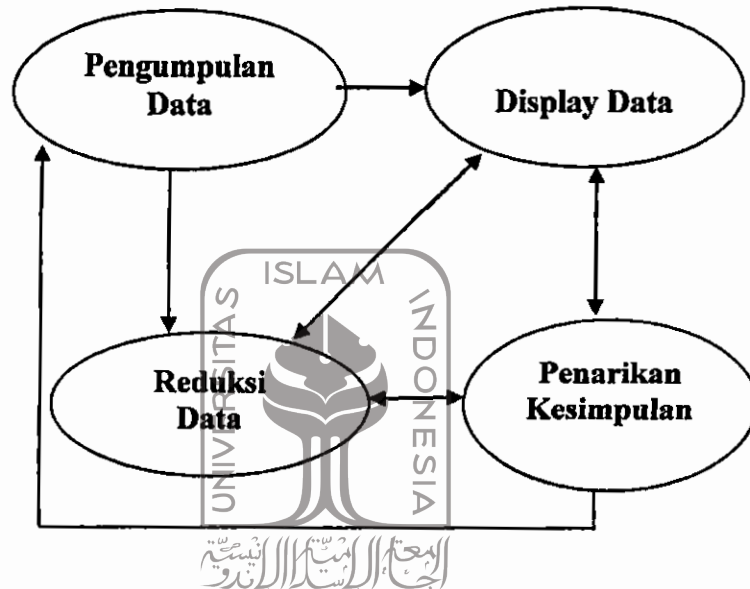 Pengumpulan
Data
Display Data
ISLAM
UNIVERSITAS
INDONESIA
Reduksi
Data
Penarikan
Kesimpulan